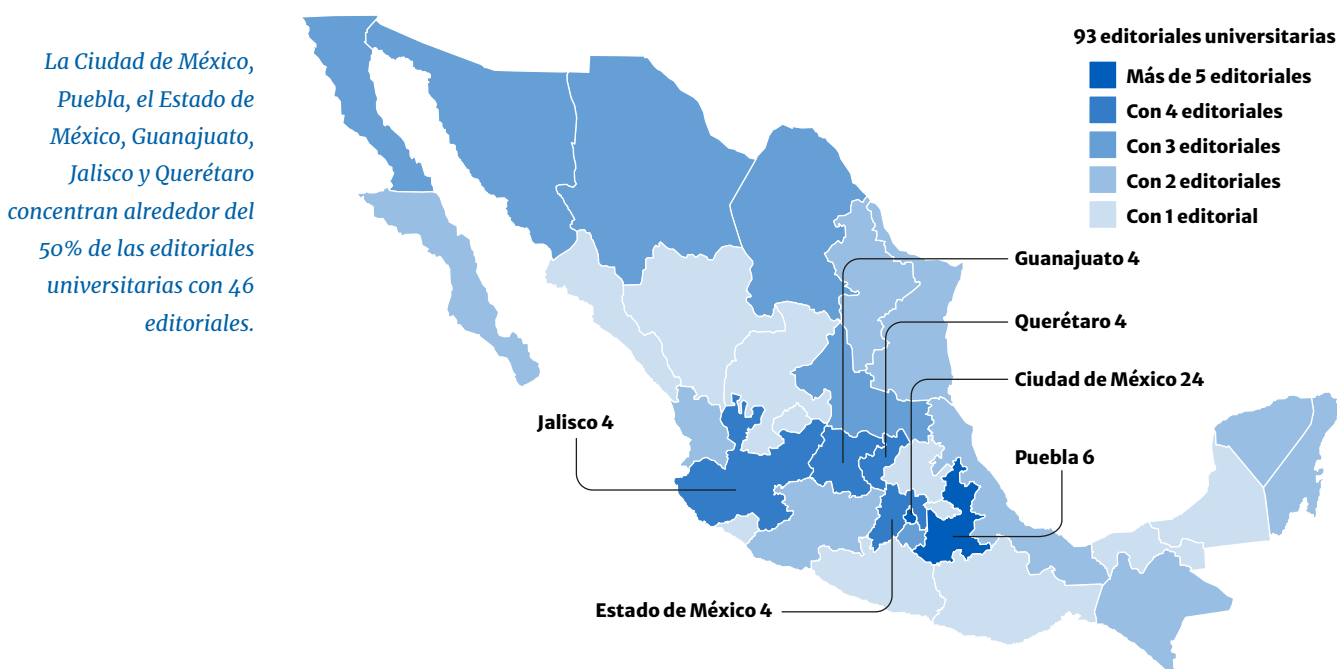 La Ciudad de México,
Puebla, el Estado de
México, Guanajuato,
Jalisco y Querétaro
concentran alrededor del
50% de las editoriales
universitarias con 46
editoriales.
93 editoriales universitarias
Más de 5 editoriales
Con 4 editoriales
Con 3 editoriales
Con 2 editoriales
Con 1 editorial
Guanajuato 4
Querétaro 4
Ciudad de México 24
Jalisco 4
Puebla 6
Estado de México 4